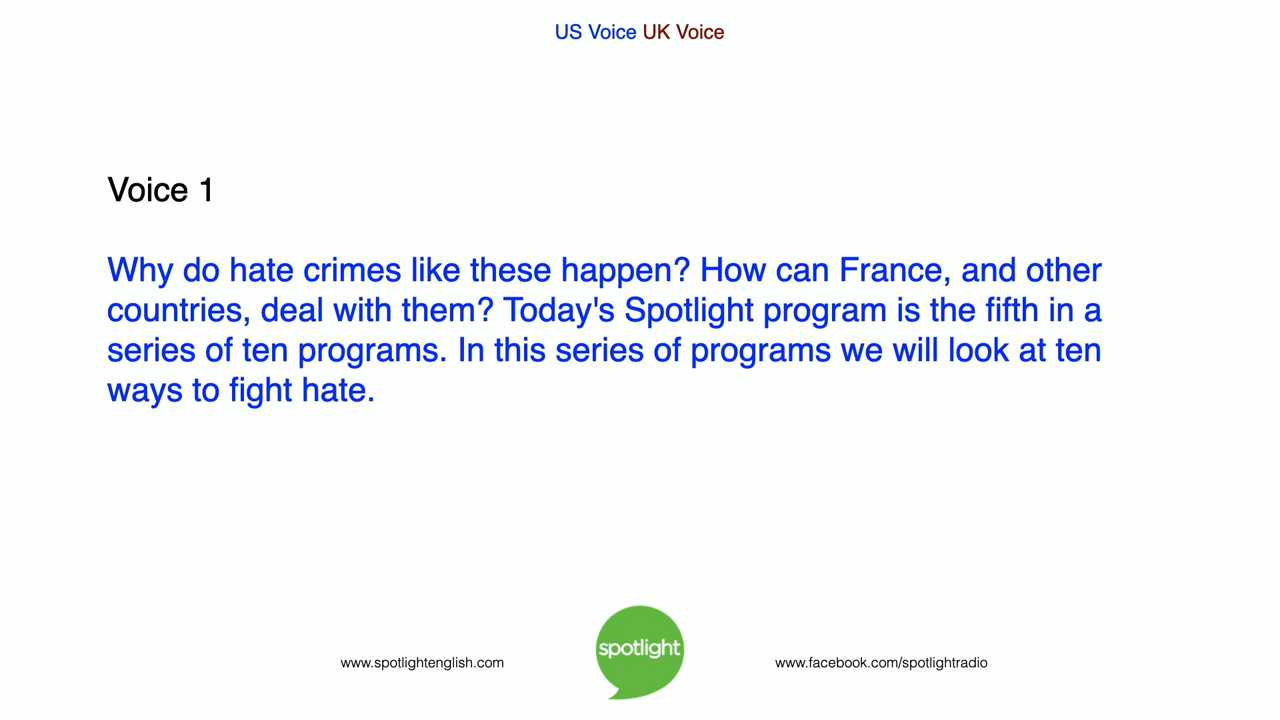 US Voice UK Voice
Voice 1
Why do hate crimes like these happen? How can France, and other
countries, deal with them? Today's Spotlight program is the fifth in a
series of ten programs. In this series of programs we will look at ten
ways to fight hate.
spotlight
www.spotlightenglish.com
www.facebook.com/spotlightradio